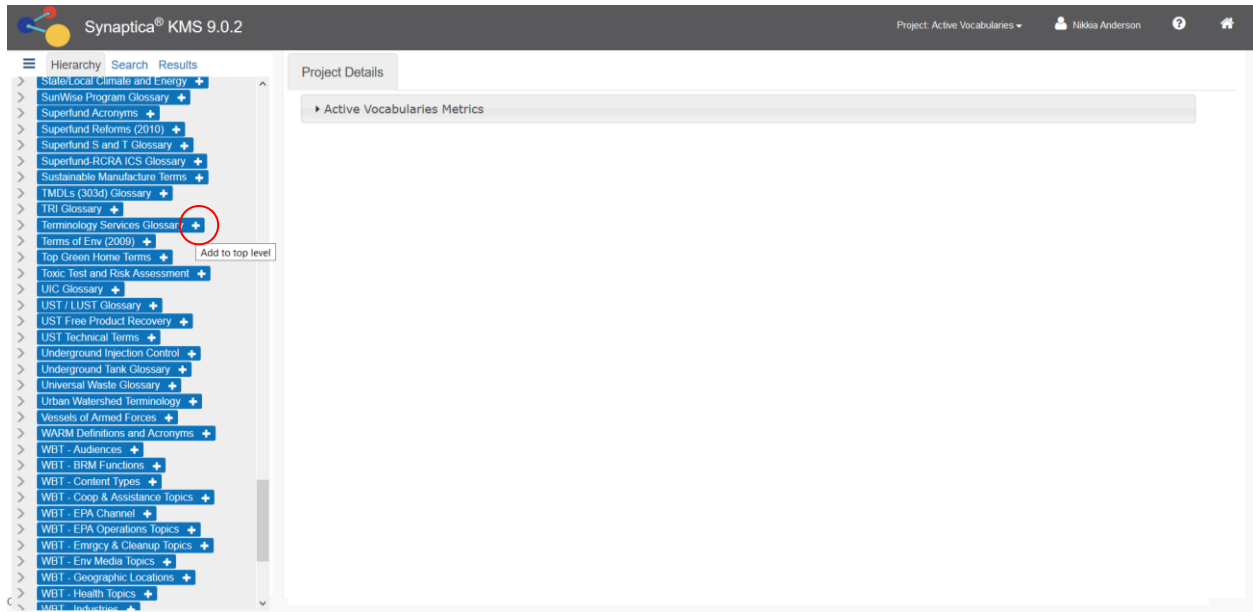 Synaptica® KMS 9.0.2
Project: Active Vocabularies
Nikkia Anderson
?
Hierarchy Search Results
State/Local Climate and Energy +
SunWise Program Glossary +
Superfund Acronyms +
Superfund Reforms (2010) +
Superfund S and T Glossary +
Superfund-RCRA ICS Glossary +
Sustainable Manufacture Terms +
TMDLs (303d) Glossary +
TRI Glossary +
Terminology Services Glossary +
Terms of Env (2009) +
Add to top level
Top Green Home Terms +
Toxic Test and Risk Assessment +
UIC Glossary +
UST / LUST Glossary +
UST Free Product Recovery +
UST Technical Terms +
Underground Injection Control +
Underground Tank Glossary +
Universal Waste Glossary +
Urban Watershed Terminology +
Vessels of Armed Forces +
WARM Definitions and Acronyms +
WBT - Audiences +
WBT - BRM Functions +
WBT - Content Types +
WBT - Coop & Assistance Topics +
WBT - EPA Channel +
WBT - EPA Operations Topics +
WBT - Emrgcy & Cleanup Topics +
WBT - Env Media Topics +
WBT - Geographic Locations +
WBT - Health Topics +
WBT - Industries +
Project Details
Active Vocabularies Metrics